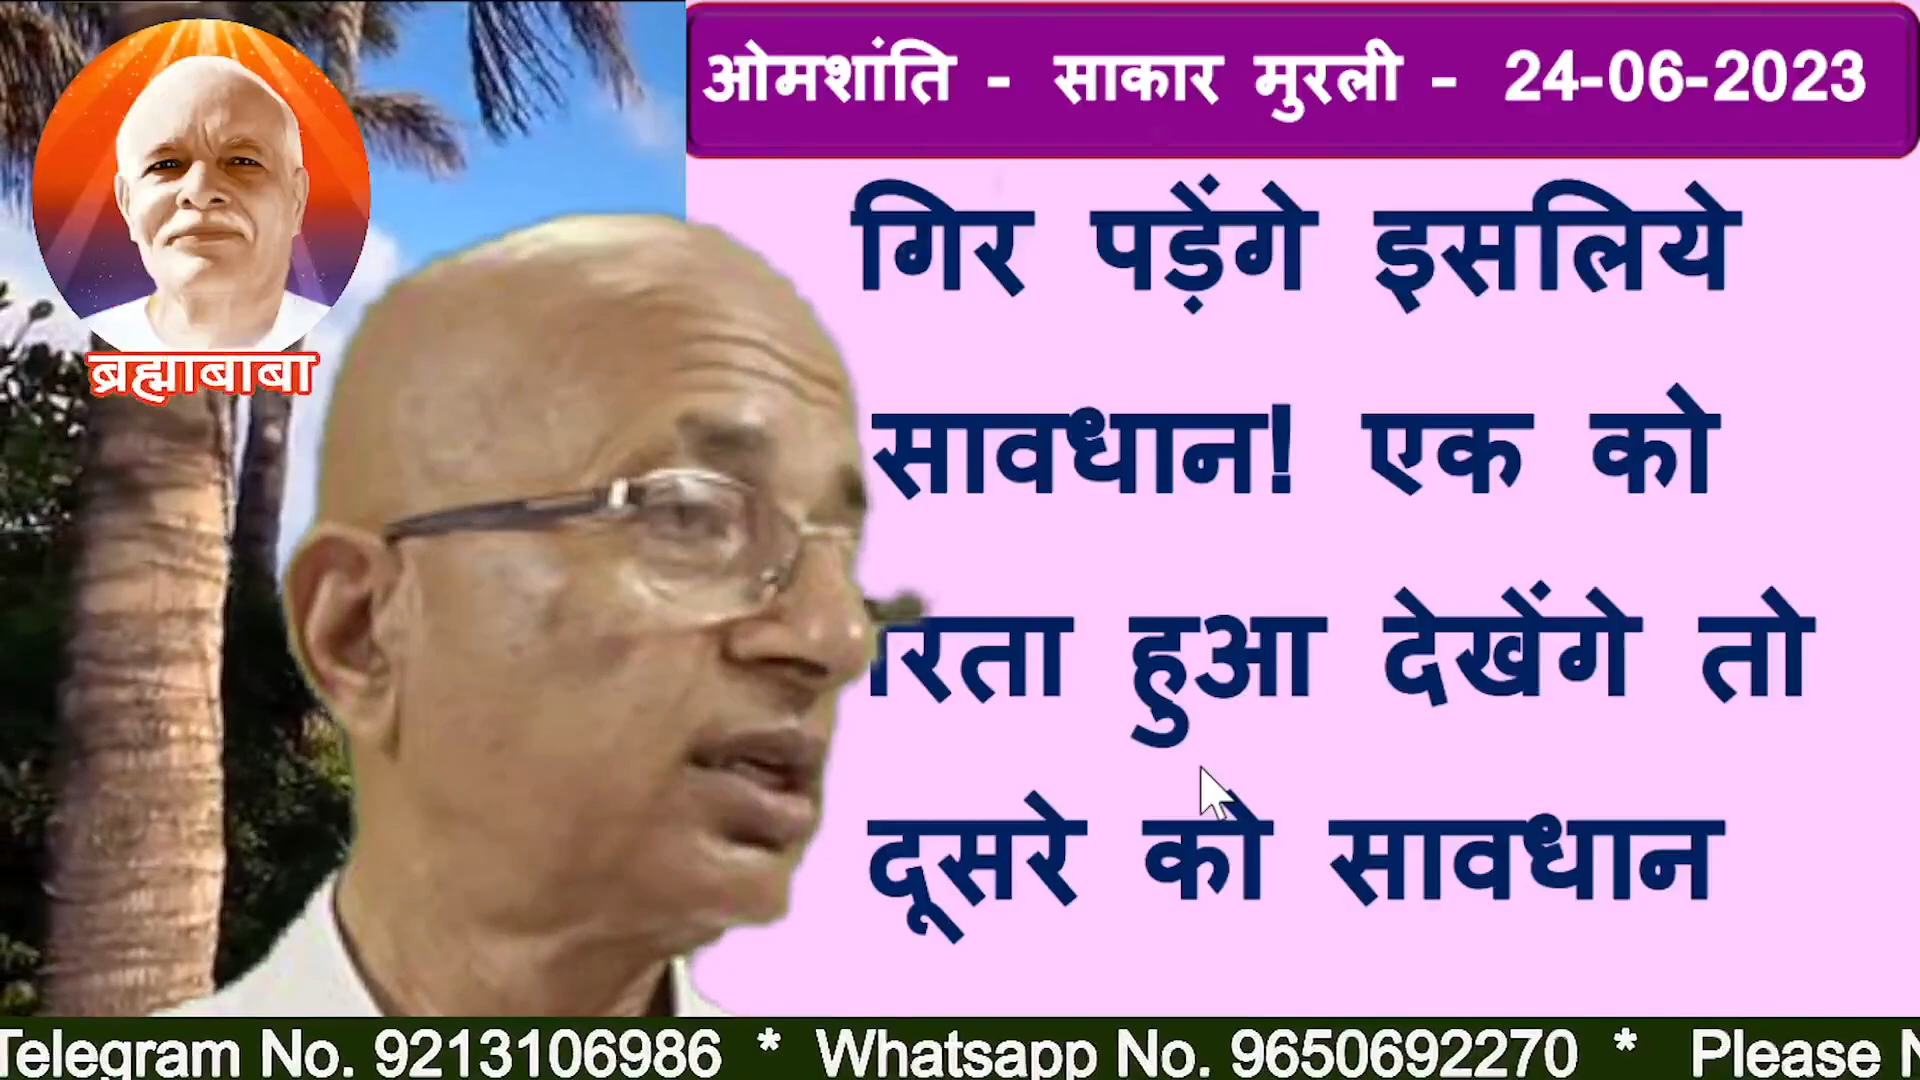 ओमशांति - साकार मुरली - 24-06-2023
ब्रह्माबाबा
गिर पड़ेंगे इसलिये
सावधान! एक को
हुआ देखेंगे तो
दूसरे को सावधान
Telegram No. 9213106986 * Whatsapp No. 9650692270 * Please